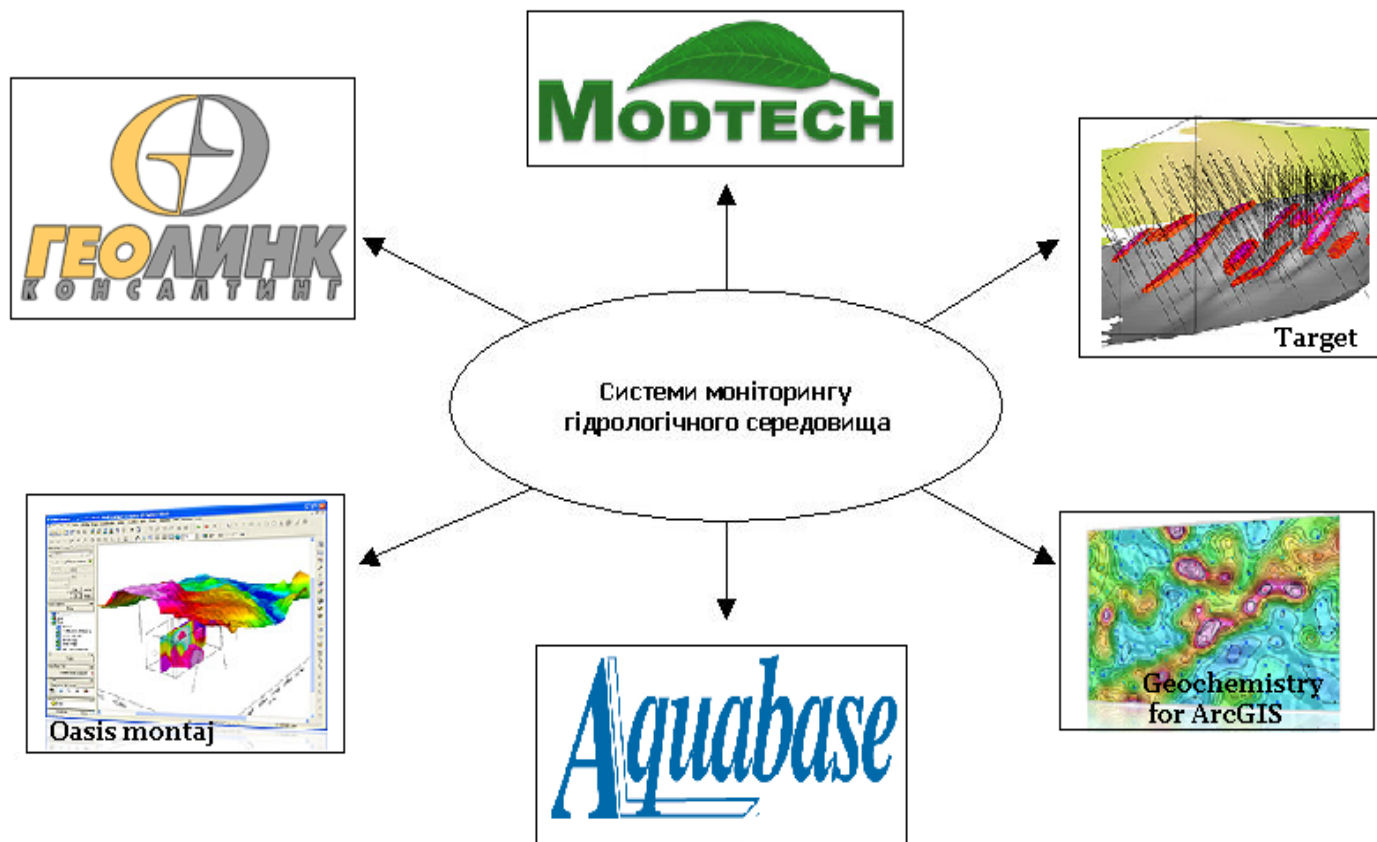 MODTECH
ГЕОЛИНК
КОНСАЛТИНГ
Target
Системи моніторингу
гідрологічного середовища
Oasis montaj
Aquabase
Geochemistry
for ArcGIS